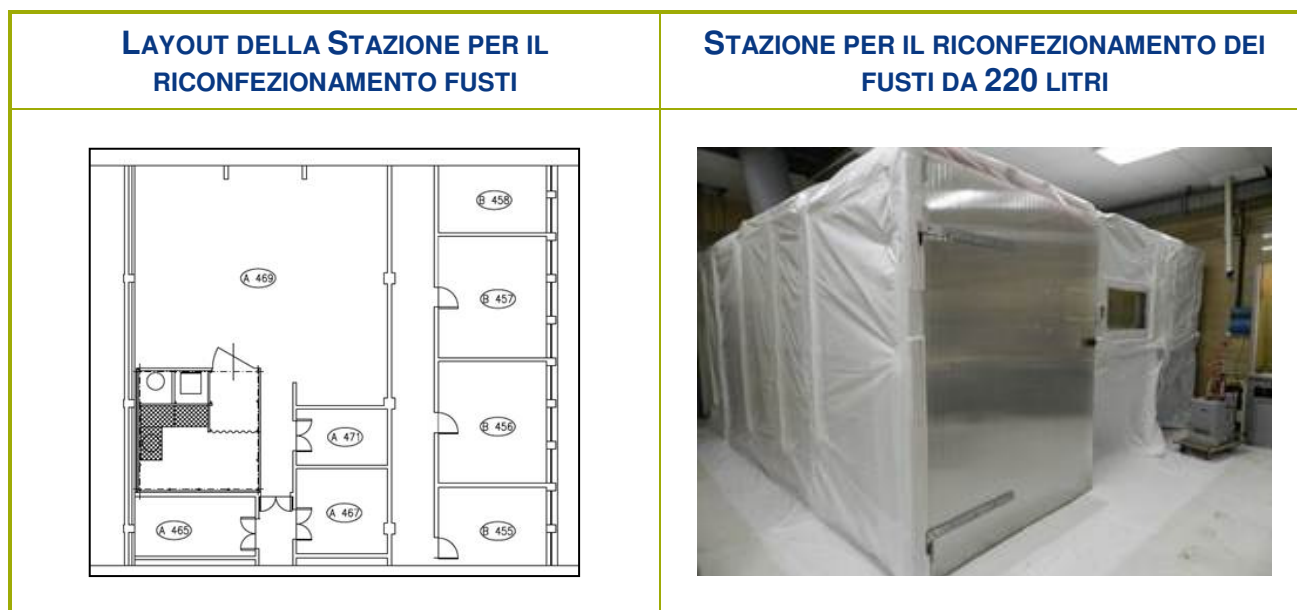 LAYOUT DELLA STAZIONE PER IL
RICONFEZIONAMENTO FUSTI
STAZIONE PER IL RICONFEZIONAMENTO DEI
FUSTI DA 220 LITRI
B 458
A 469
B 457
A 471
B 456
A 467
A 465
B 455